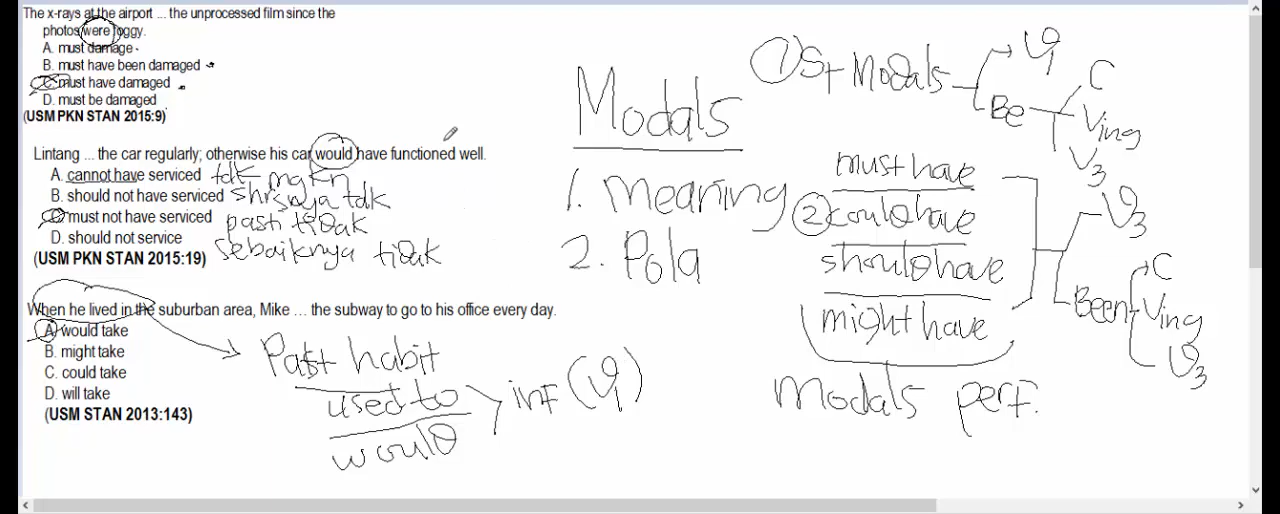 The x-rays at the airport ... the unprocessed film since the
photos were foggy.
A. must damage
B. must have been damaged
C. must have damaged
D. must be damaged
(USM PKN STAN 2015:9)
Lintang ... the car regularly; otherwise his car would have functioned well.
A. cannot have serviced tdk mgkn
B. should not have serviced shrsnya tdk
C. must not have serviced pasti tidak
D. should not service sebaiknya tidak
(USM PKN STAN 2015:19)
When he lived in the suburban area, Mike ... the subway to go to his office every day.
A. would take
B. might take
C. could take
D. will take
(USM STAN 2013:143)
Past habit
used to
would
inf (V1)
Modals
1. Meaning
2. Pola
1 S + Modals
V1
Be
C
Ving
V3
2
must have
could have
should have
might have
V3
Been
C
Ving
V3
Modals perf.